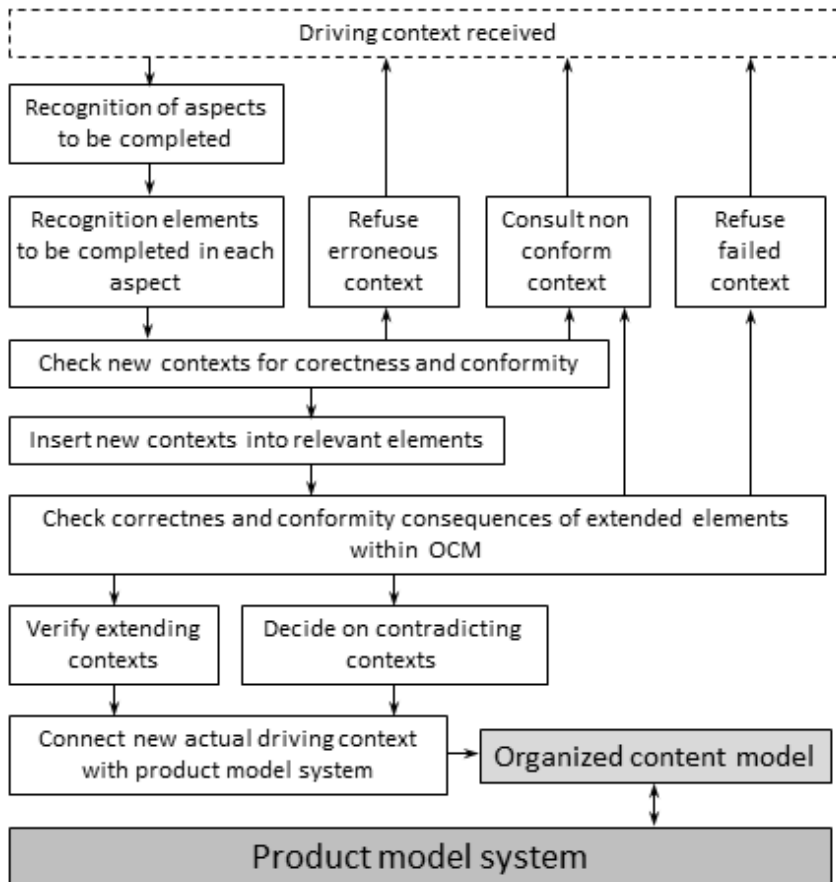 Driving context received
Recognition of aspects
to be completed
Recognition elements
to be completed in each
aspect
Refuse
erroneous
context
Consult non
conform
context
Refuse
failed
context
Check new contexts for corectness and conformity
Insert new contexts into relevant elements
Check correctnes and conformity consequences of extended elements
within OCM
Verify extending
contexts
Decide on contradicting
contexts
Connect new actual driving context
with product model system
Organized content model
Product model system